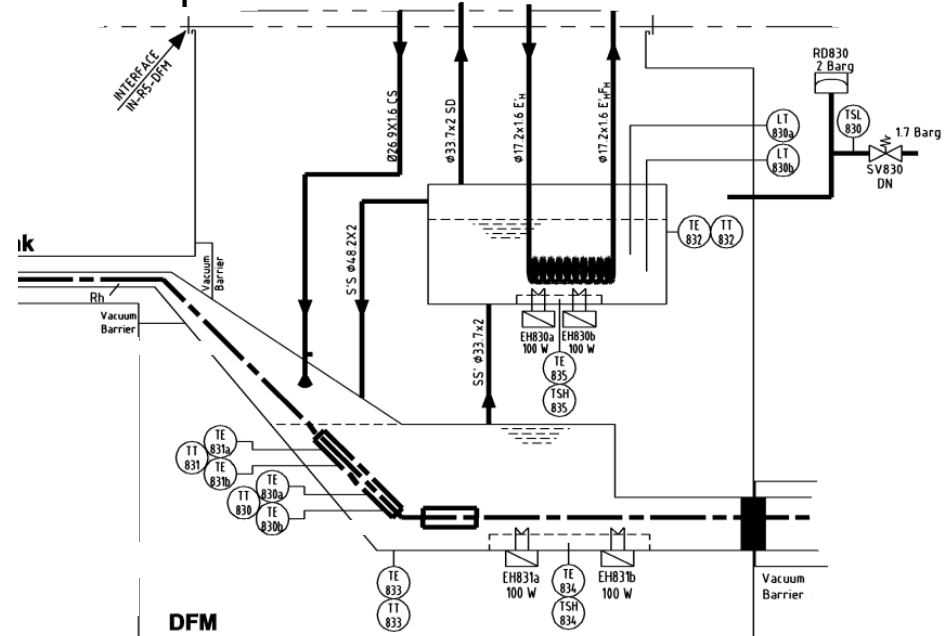 INTERFACE
IN-R5-DFM
Ø26.9X1.6 CS
Ø33.7x2 SD
Ø17.2x1.6 E'H
Ø17.2x1.6 E'HFH
RD830
2 Barg
TSL
830
1.7 Barg
SV830
DN
LT
830a
LT
830b
TE
832
TT
832
nk
Vacuum
Barrier
S'S Ø48.2X2
Rh
Vacuum
Barrier
SS' Ø33.7x2
EH830a
100 W
EH830b
100 W
TE
835
TSH
835
TE
831a
TT
831
TE
831b
TE
830a
TT
830
TE
830b
TE
833
TT
833
EH831a
100 W
TE
834
TSH
834
EH831b
100 W
Vacuum
Barrier
DFM